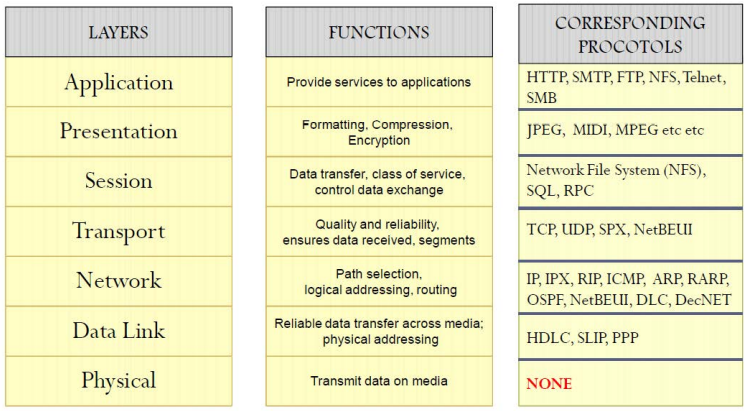 LAYERS
Application
Presentation
Session
Transport
Network
Data Link
Physical
FUNCTIONS
Provide services to applications
Formatting, Compression,
Encryption
Data transfer, class of service,
control data exchange
Quality and reliability,
ensures data received, segments
Path selection,
logical addressing, routing
Reliable data transfer across media;
physical addressing
Transmit data on media
CORRESPONDING
PROCOTOLS
HTTP, SMTP, FTP, NFS, Telnet,
SMB
JPEG, MIDI, MPEG etc etc
Network File System (NFS),
SQL, RPC
TCP, UDP, SPX, NetBEUI
IP, IPX, RIP, ICMP, ARP, RARP,
OSPF, NetBEUI, DLC, DecNET
HDLC, SLIP, PPP
NONE